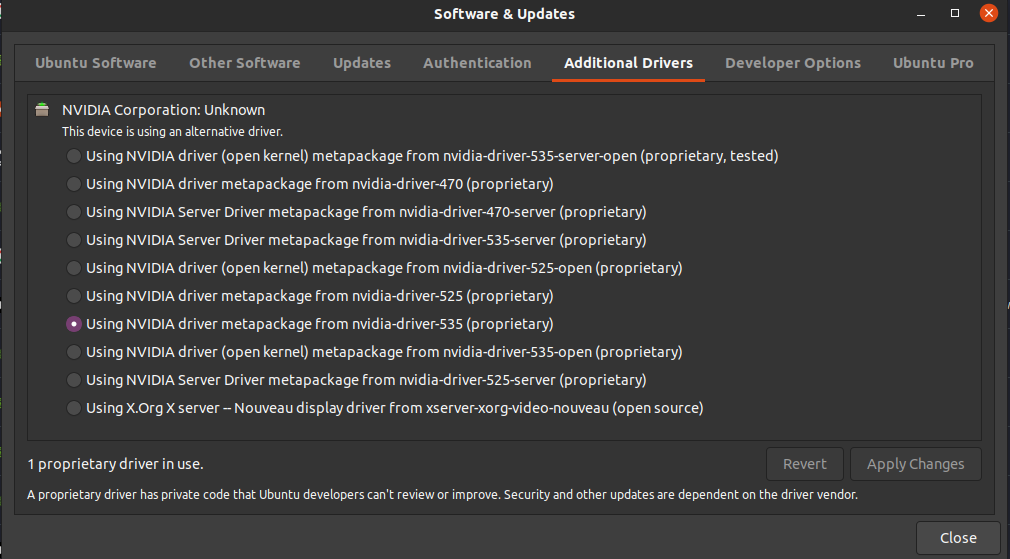 Software & Updates
Ubuntu Software Other Software Updates Authentication Additional Drivers Developer Options Ubuntu Pro
NVIDIA Corporation: Unknown
This device is using an alternative driver.
Using NVIDIA driver (open kernel) metapackage from nvidia-driver-535-server-open (proprietary, tested)
Using NVIDIA driver metapackage from nvidia-driver-470 (proprietary)
Using NVIDIA Server Driver metapackage from nvidia-driver-470-server (proprietary)
Using NVIDIA Server Driver metapackage from nvidia-driver-535-server (proprietary)
Using NVIDIA driver (open kernel) metapackage from nvidia-driver-525-open (proprietary)
Using NVIDIA driver metapackage from nvidia-driver-525 (proprietary)
Using NVIDIA driver metapackage from nvidia-driver-535 (proprietary)
Using NVIDIA driver (open kernel) metapackage from nvidia-driver-535-open (proprietary)
Using NVIDIA Server Driver metapackage from nvidia-driver-525-server (proprietary)
Using X.Org X server -- Nouveau display driver from xserver-xorg-video-nouveau (open source)
1 proprietary driver in use.
Revert Apply Changes
A proprietary driver has private code that Ubuntu developers can't review or improve. Security and other updates are dependent on the driver vendor.
Close